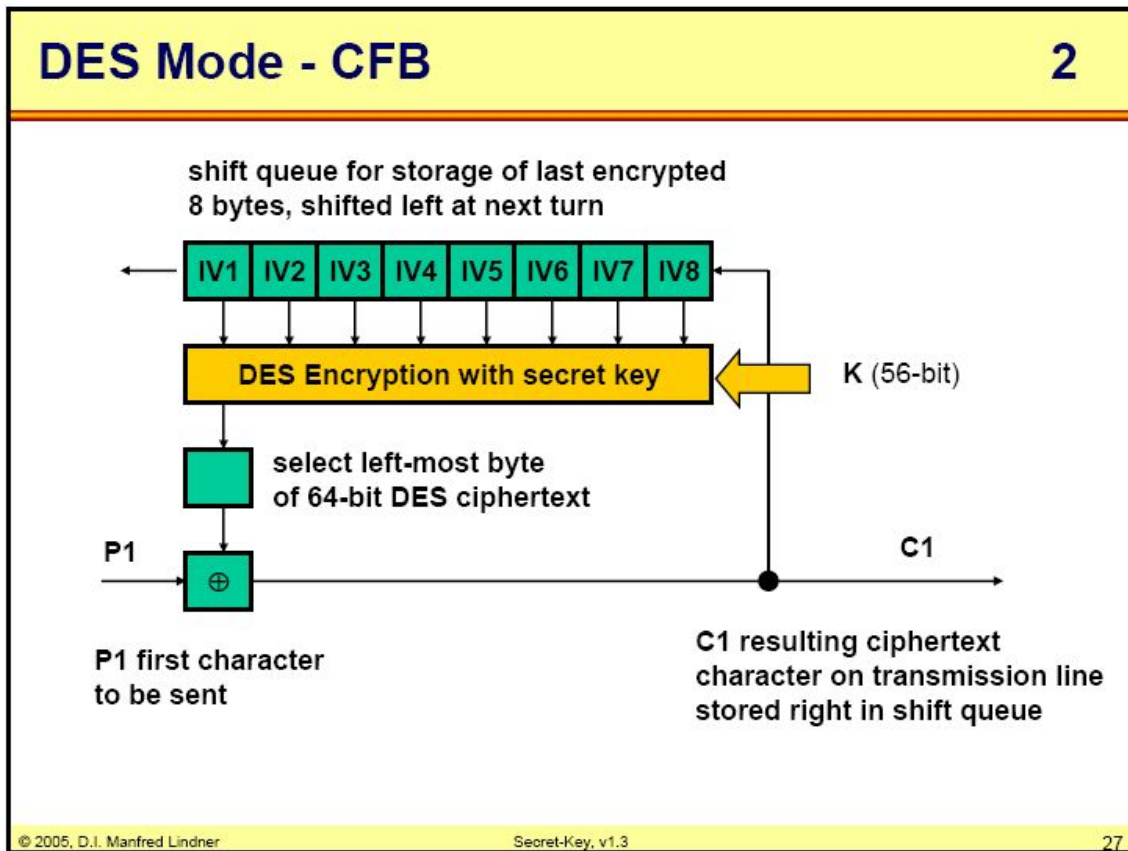 DES Mode - CFB 2
shift queue for storage of last encrypted
8 bytes, shifted left at next turn
IV1 IV2 IV3 IV4 IV5 IV6 IV7 IV8
DES Encryption with secret key
K (56-bit)
select left-most byte
of 64-bit DES ciphertext
P1
⊕
C1
P1 first character
to be sent
C1 resulting ciphertext
character on transmission line
stored right in shift queue
© 2005, D.I. Manfred Lindner
Secret-Key, v1.3
27